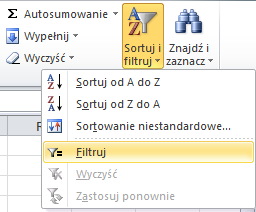 Autosumowanie
Wypełnij
Wyczyść
Sortuj i
filtruj
Znajdź i
zaznacz
Sortuj od A do Z
Sortuj od Z do A
Sortowanie niestandardowe...
Filtruj
Wyczyść
Zastosuj ponownie